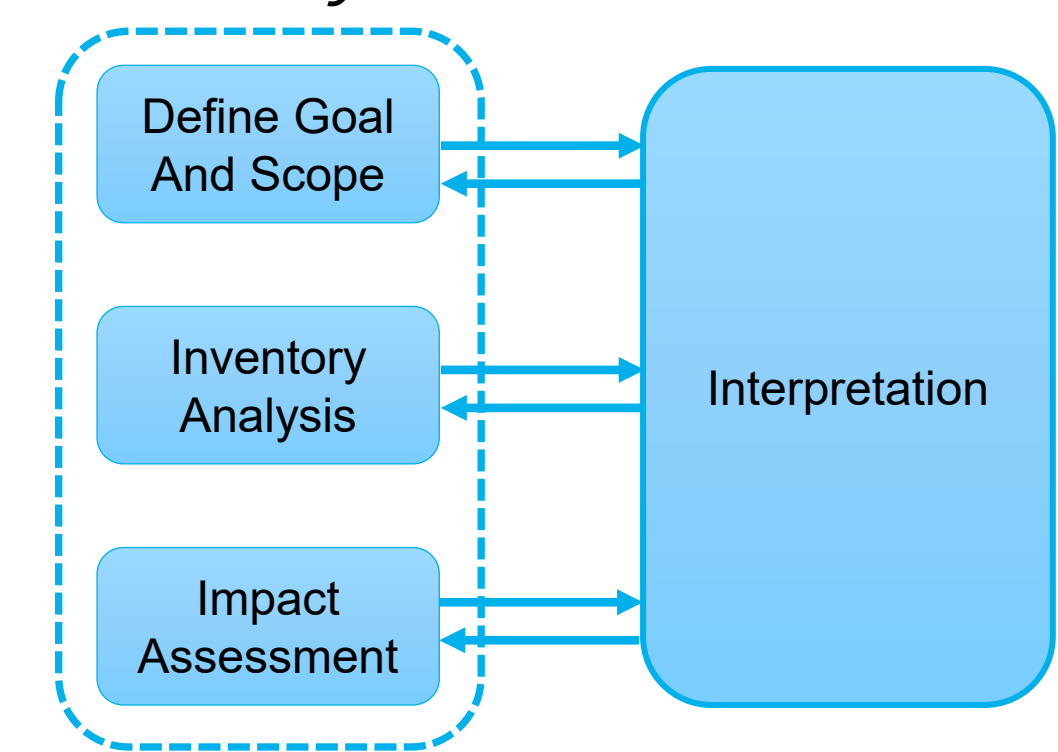 Define Goal
And Scope
Inventory
Analysis
Interpretation
Impact
Assessment